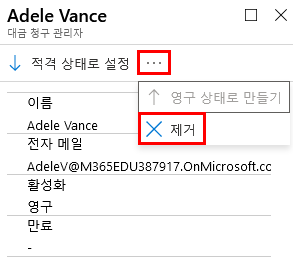 Adele Vance
대금 청구 관리자
적격 상태로 설정
영구 상태로 만들기
제거
이름
Adele Vance
전자 메일
AdeleV@M365EDU387917.OnMicrosoft.co
활성화
영구
만료
-